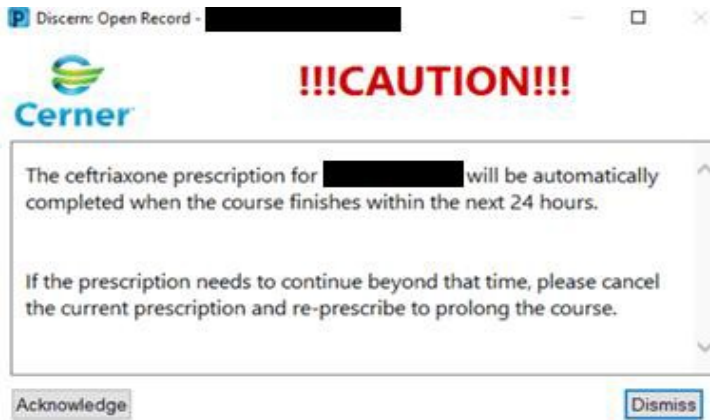 Discern: Open Record -
Cerner
!!!CAUTION!!!
The ceftriaxone prescription for will be automatically
completed when the course finishes within the next 24 hours.
If the prescription needs to continue beyond that time, please cancel
the current prescription and re-prescribe to prolong the course.
Acknowledge
Dismiss